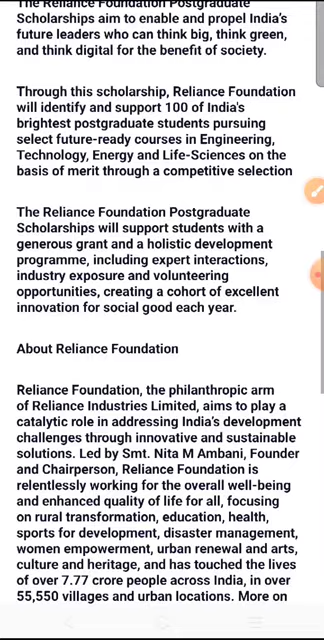 The Reliance Foundation Postgraduate
Scholarships aim to enable and propel India's
future leaders who can think big, think green,
and think digital for the benefit of society.
Through this scholarship, Reliance Foundation
will identify and support 100 of India's
brightest postgraduate students pursuing
select future-ready courses in Engineering,
Technology, Energy and Life-Sciences on the
basis of merit through a competitive selection
The Reliance Foundation Postgraduate
Scholarships will support students with a
generous grant and a holistic development
programme, including expert interactions,
industry exposure and volunteering
opportunities, creating a cohort of excellent
innovation for social good each year.
About Reliance Foundation
Reliance Foundation, the philanthropic arm
of Reliance Industries Limited, aims to play a
catalytic role in addressing India's development
challenges through innovative and sustainable
solutions. Led by Smt. Nita M Ambani, Founder
and Chairperson, Reliance Foundation is
relentlessly working for the overall well-being
and enhanced quality of life for all, focusing
on rural transformation, education, health,
sports for development, disaster management,
women empowerment, urban renewal and arts,
culture and heritage, and has touched the lives
of over 7.77 crore people across India, in over
55,550 villages and urban locations. More on